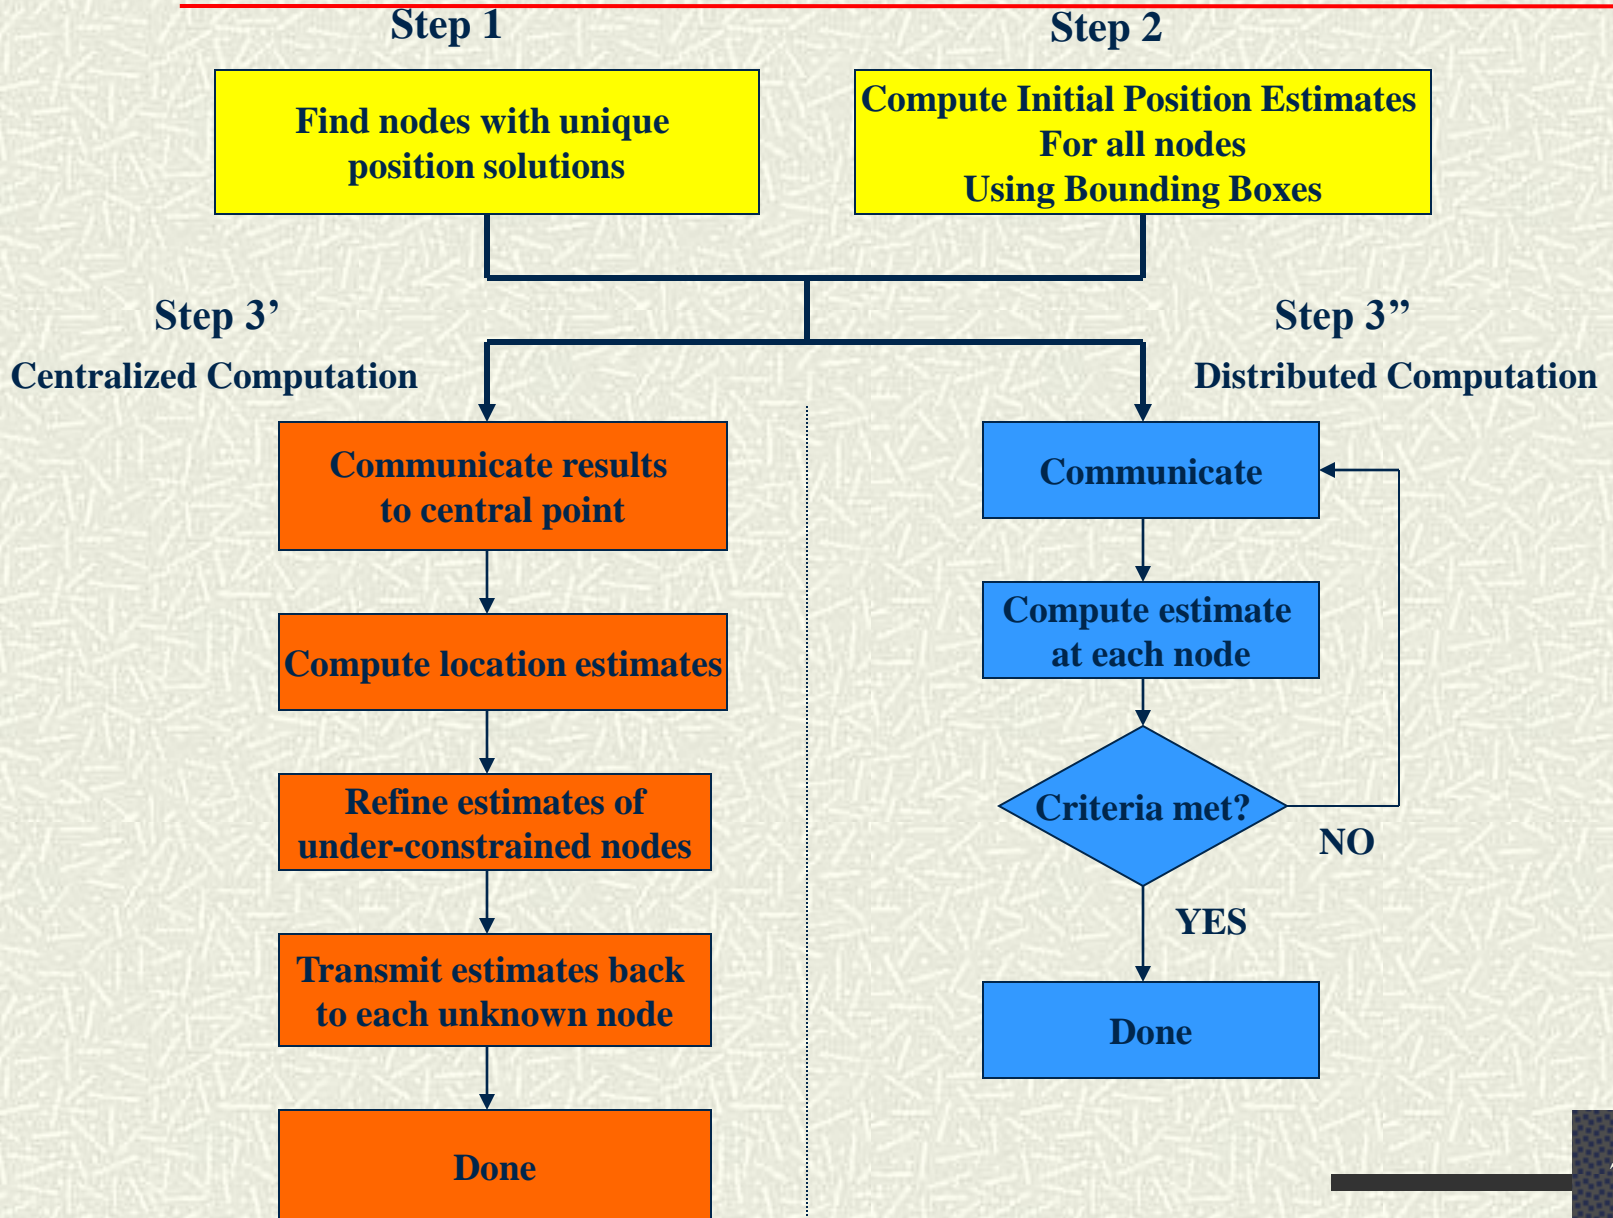 Step 1
Step 2
Find nodes with unique
position solutions
Compute Initial Position Estimates
For all nodes
Using Bounding Boxes
Step 3’
Centralized Computation
Step 3”
Distributed Computation
Communicate results
to central point
Compute location estimates
Refine estimates of
under-constrained nodes
Transmit estimates back
to each unknown node
Done
Communicate
Compute estimate
at each node
Criteria met?
NO
YES
Done